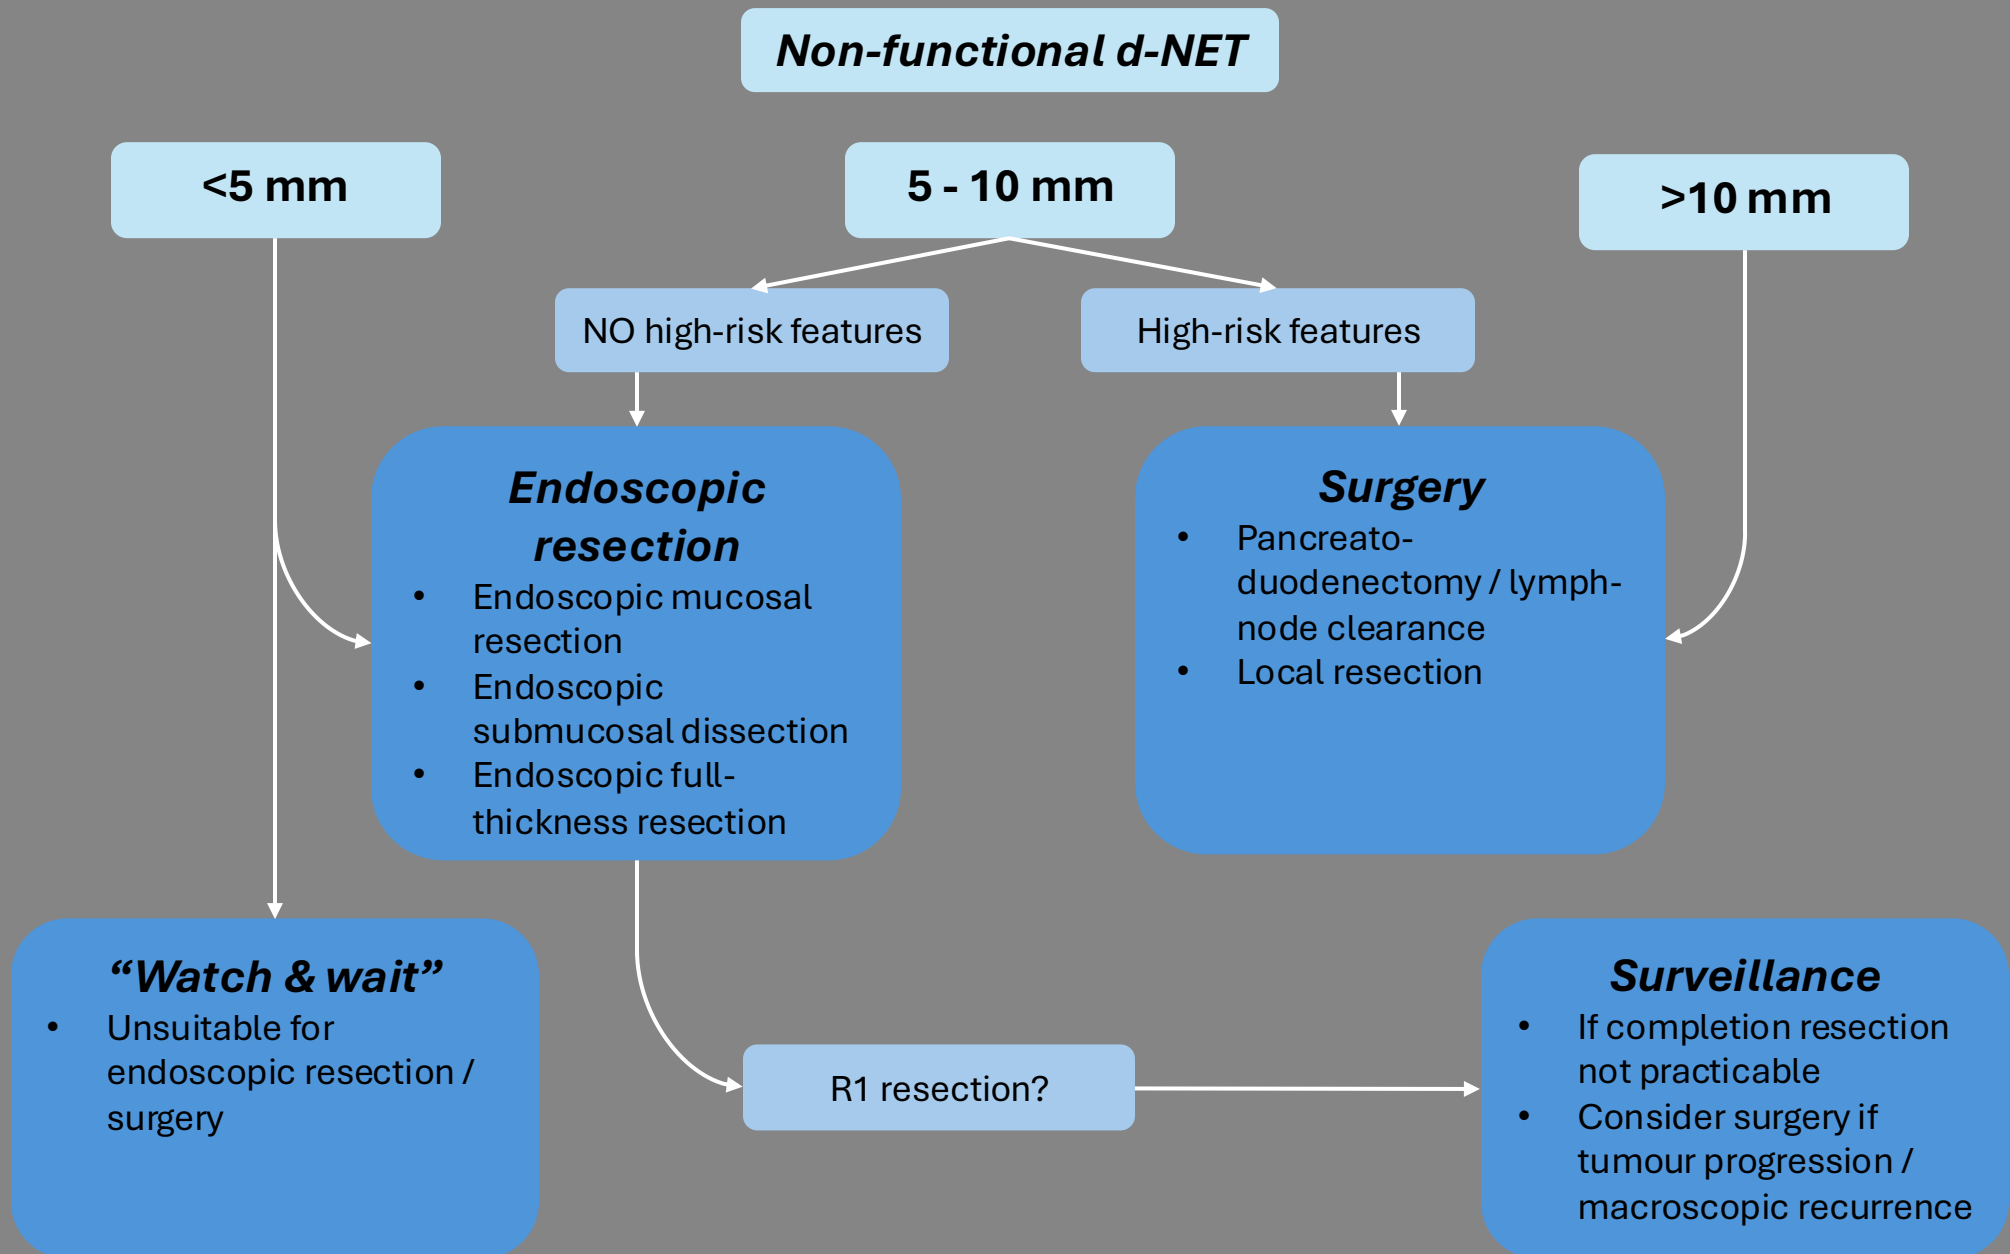 Non-functional d-NET
<5 mm
5 - 10 mm
>10 mm
NO high-risk features
High-risk features
Endoscopic
resection
• Endoscopic mucosal
resection
• Endoscopic
submucosal dissection
• Endoscopic full-
thickness resection
Surgery
• Pancreato-
duodenectomy / lymph-
node clearance
• Local resection
“Watch & wait”
• Unsuitable for
endoscopic resection /
surgery
R1 resection?
Surveillance
• If completion resection
not practicable
• Consider surgery if
tumour progression /
macroscopic recurrence